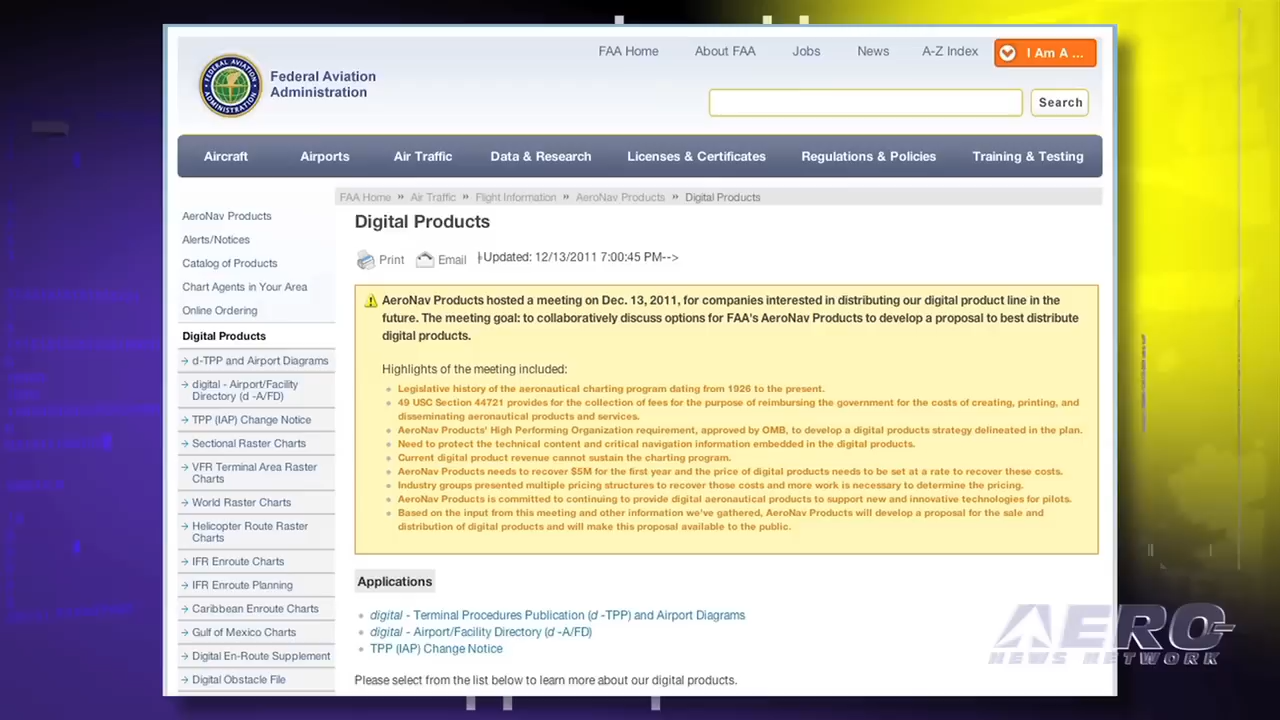 FAA Home About FAA Jobs News A-Z Index I Am A ...
Federal Aviation
Administration
Search
Aircraft Airports Air Traffic Data & Research Licenses & Certificates Regulations & Policies Training & Testing
FAA Home » Air Traffic » Flight Information » AeroNav Products » Digital Products
AeroNav Products
Alerts/Notices
Catalog of Products
Chart Agents in Your Area
Online Ordering
Digital Products
d-TPP and Airport Diagrams
digital - Airport/Facility
Directory (d -A/FD)
TPP (IAP) Change Notice
Sectional Raster Charts
VFR Terminal Area Raster
Charts
World Raster Charts
Helicopter Route Raster
Charts
IFR Enroute Charts
IFR Enroute Planning
Caribbean Enroute Charts
Gulf of Mexico Charts
Digital En-Route Supplement
Digital Obstacle File
Digital Products
Print Email Updated: 12/13/2011 7:00:45 PM-->
AeroNav Products hosted a meeting on Dec. 13, 2011, for companies interested in distributing our digital product line in the
future. The meeting goal: to collaboratively discuss options for FAA's AeroNav Products to develop a proposal to best distribute
digital products.
Highlights of the meeting included:
Legislative history of the aeronautical charting program dating from 1926 to the present.
49 USC Section 44721 provides for the collection of fees for the purpose of reimbursing the government for the costs of creating, printing, and
disseminating aeronautical products and services.
AeroNav Products' High Performing Organization requirement, approved by OMB, to develop a digital products strategy delineated in the plan.
Need to protect the technical content and critical navigation information embedded in the digital products.
Current digital product revenue cannot sustain the charting program.
AeroNav Products needs to recover $5M for the first year and the price of digital products needs to be set at a rate to recover these costs.
Industry groups presented multiple pricing structures to recover those costs and more work is necessary to determine the pricing.
AeroNav Products is committed to continuing to provide digital aeronautical products to support new and innovative technologies for pilots.
Based on the input from this meeting and other information we've gathered, AeroNav Products will develop a proposal for the sale and
distribution of digital products and will make this proposal available to the public.
Applications
digital - Terminal Procedures Publication (d -TPP) and Airport Diagrams
digital - Airport/Facility Directory (d -A/FD)
TPP (IAP) Change Notice
Please select from the list below to learn more about our digital products.
AERO-
NEWS NETWORK